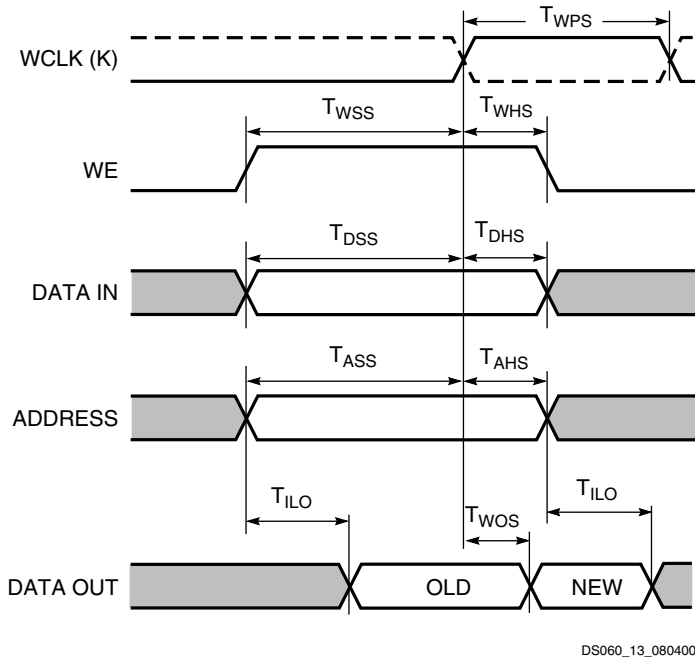 TWPS
WCLK (K)
TWSS
TWHS
WE
TDSS
TDHS
DATA IN
TASS
TAHS
ADDRESS
TILO
TWOS
TILO
DATA OUT
OLD
NEW
DS060_13_080400